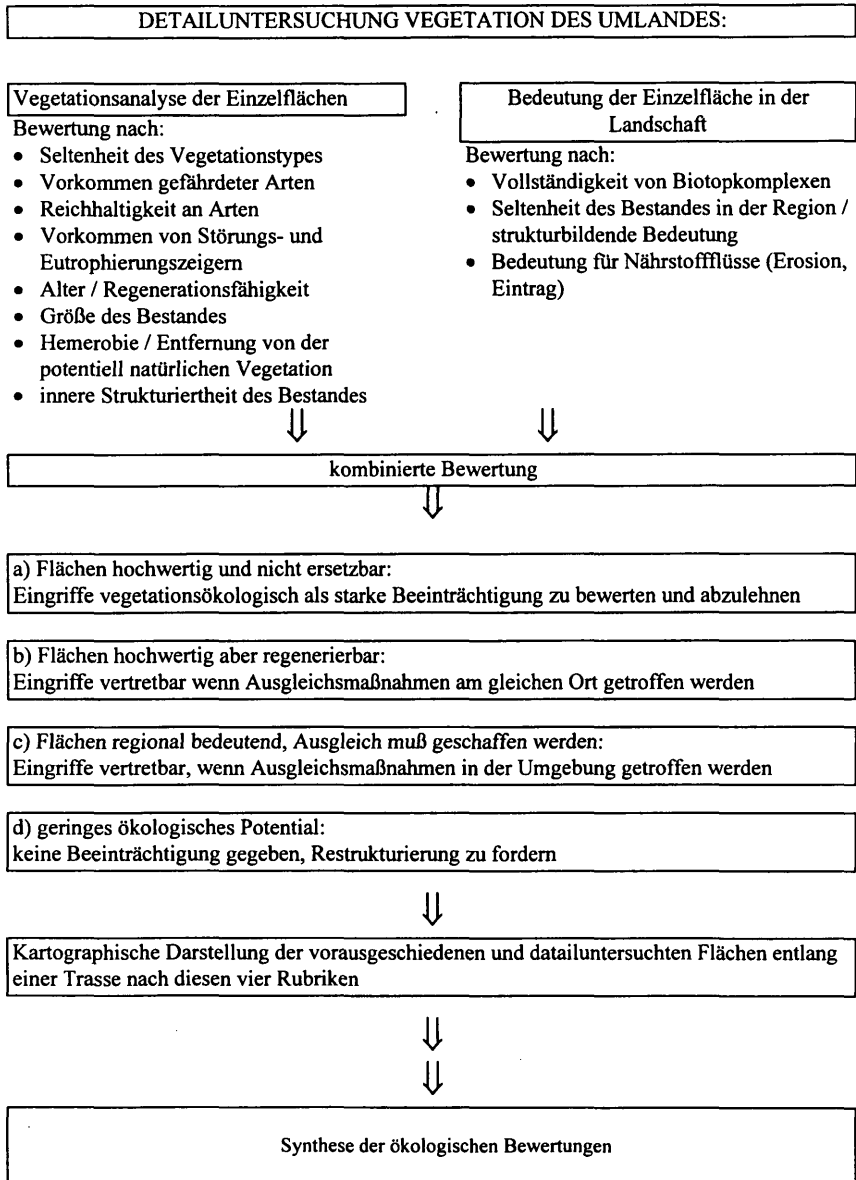 DETAILUNTERSUCHUNG VEGETATION DES UMLANDES:
Vegetationsanalyse der Einzelflächen
Bewertung nach:
• Seltenheit des Vegetationstypes
• Vorkommen gefährdeter Arten
• Reichhaltigkeit an Arten
• Vorkommen von Störungs- und
Eutrophierungszeigern
• Alter / Regenerationsfähigkeit
• Größe des Bestandes
• Hemerobie / Entfernung von der
potentiell natürlichen Vegetation
• innere Strukturiertheit des Bestandes
Bedeutung der Einzelfläche in der
Landschaft
Bewertung nach:
• Vollständigkeit von Biotopkomplexen
• Seltenheit des Bestandes in der Region /
strukturbildende Bedeutung
• Bedeutung für Nährstoffflüsse (Erosion,
Eintrag)
kombinierte Bewertung
a) Flächen hochwertig und nicht ersetzbar:
Eingriffe vegetationsökologisch als starke Beeinträchtigung zu bewerten und abzulehnen
b) Flächen hochwertig aber regenerierbar:
Eingriffe vertretbar wenn Ausgleichsmaßnahmen am gleichen Ort getroffen werden
c) Flächen regional bedeutend, Ausgleich muß geschaffen werden:
Eingriffe vertretbar, wenn Ausgleichsmaßnahmen in der Umgebung getroffen werden
d) geringes ökologisches Potential:
keine Beeinträchtigung gegeben, Restrukturierung zu fordern
Kartographische Darstellung der vorausgeschiedenen und datailuntersuchten Flächen entlang
einer Trasse nach diesen vier Rubriken
Synthese der ökologischen Bewertungen